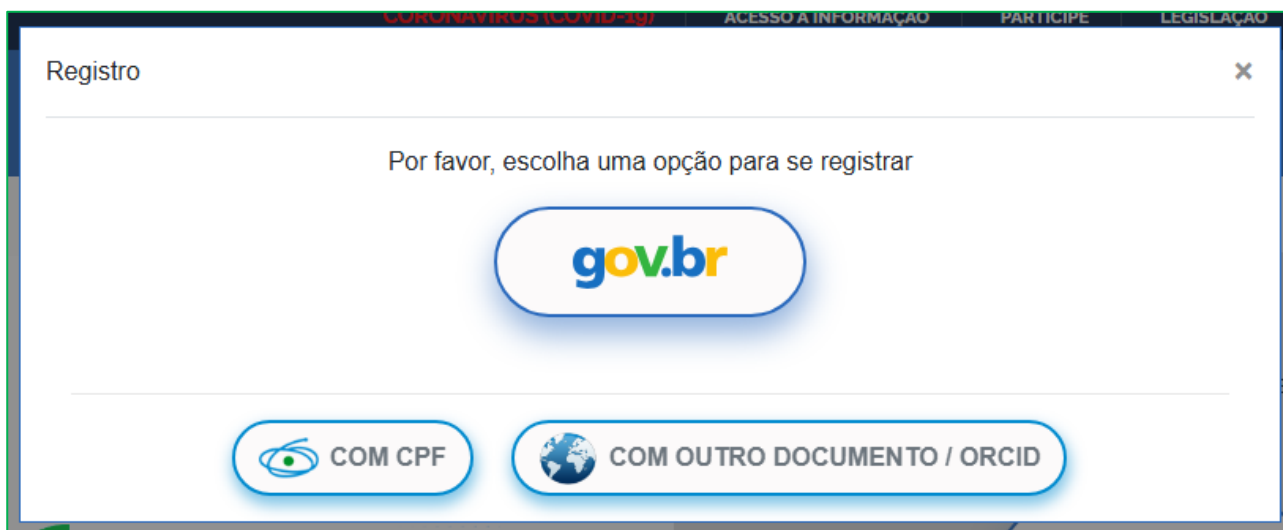 CORONAVÍRUS (COVID-19) ACESSO À INFORMAÇÃO PARTICIPE LEGISLAÇÃO
Registro ×
Por favor, escolha uma opção para se registrar
gov.br
COM CPF COM OUTRO DOCUMENTO / ORCID